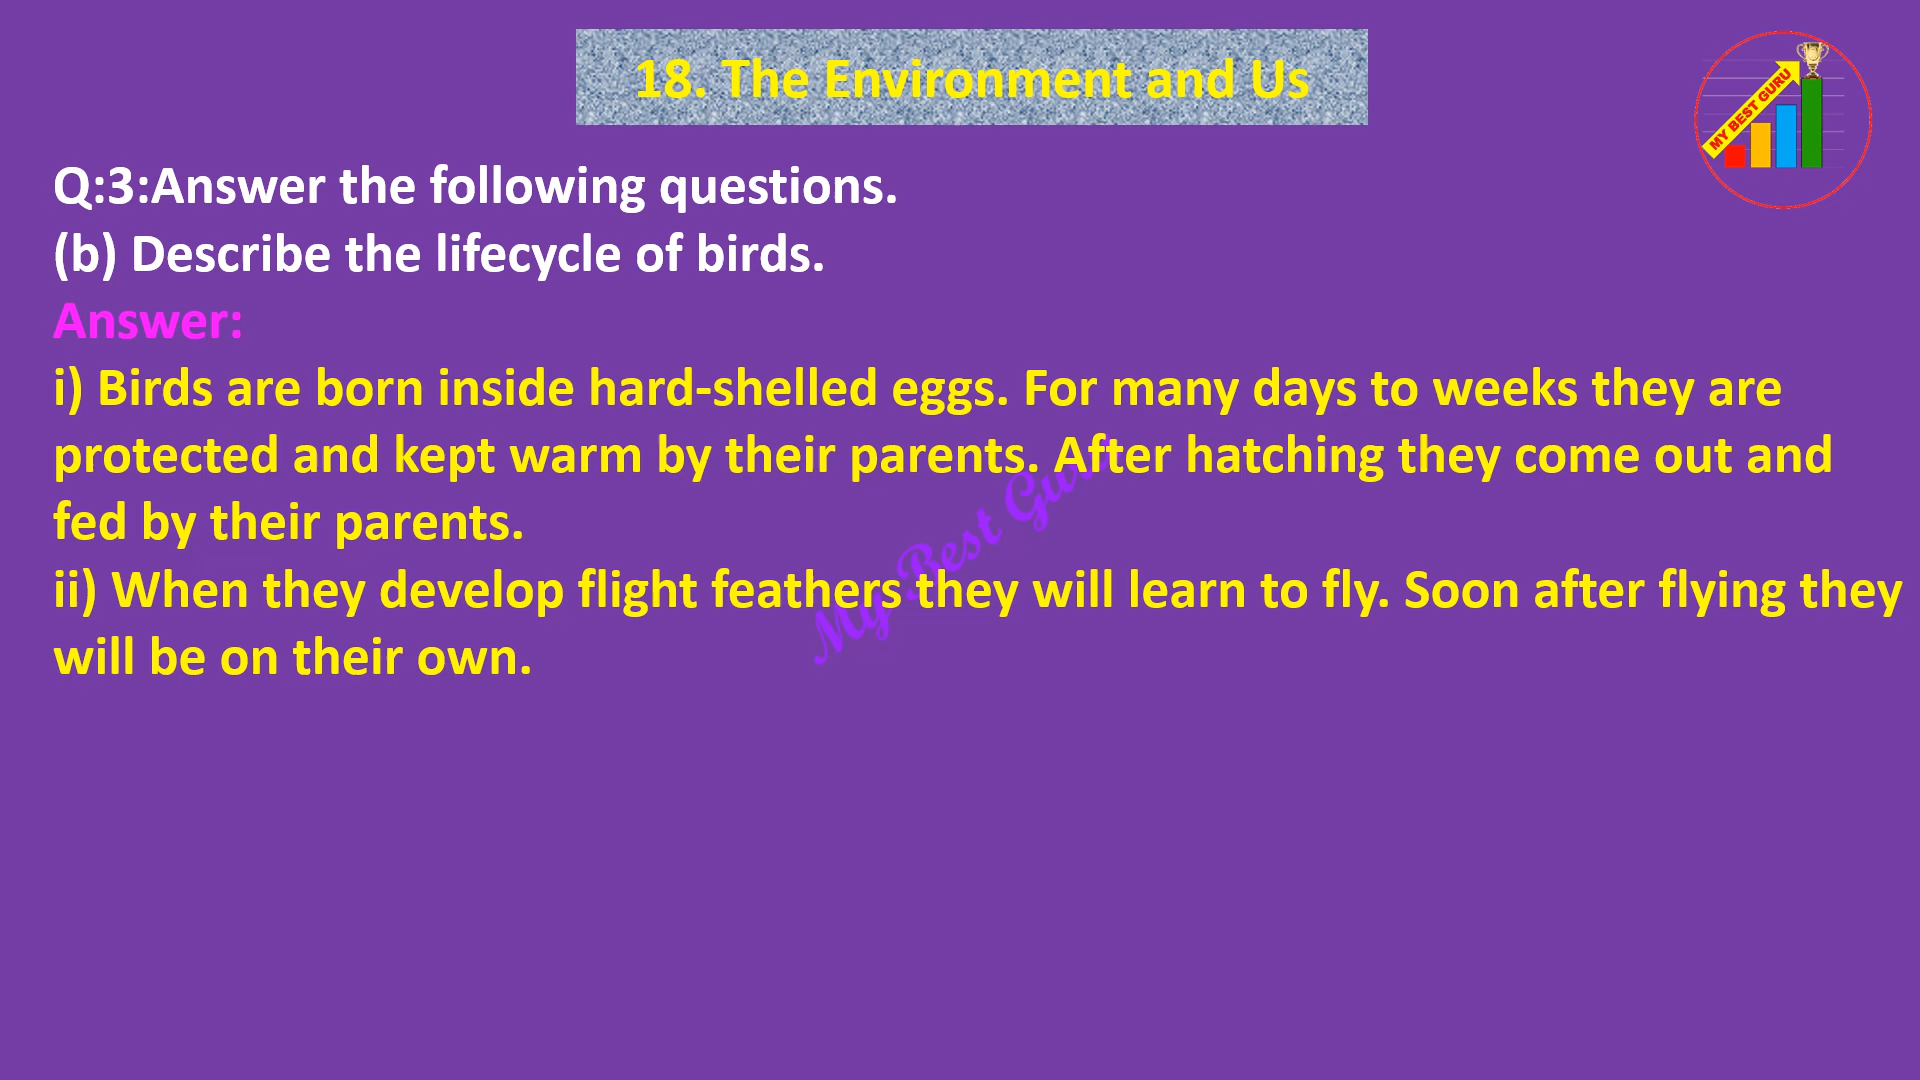 18. The Environment and Us
MY BEST GURU
Q:3:Answer the following questions.
(b) Describe the lifecycle of birds.
Answer:
i) Birds are born inside hard-shelled eggs. For many days to weeks they are
protected and kept warm by their parents. After hatching they come out and
fed by their parents.
ii) When they develop flight feathers they will learn to fly. Soon after flying they
will be on their own.
My Best Guru